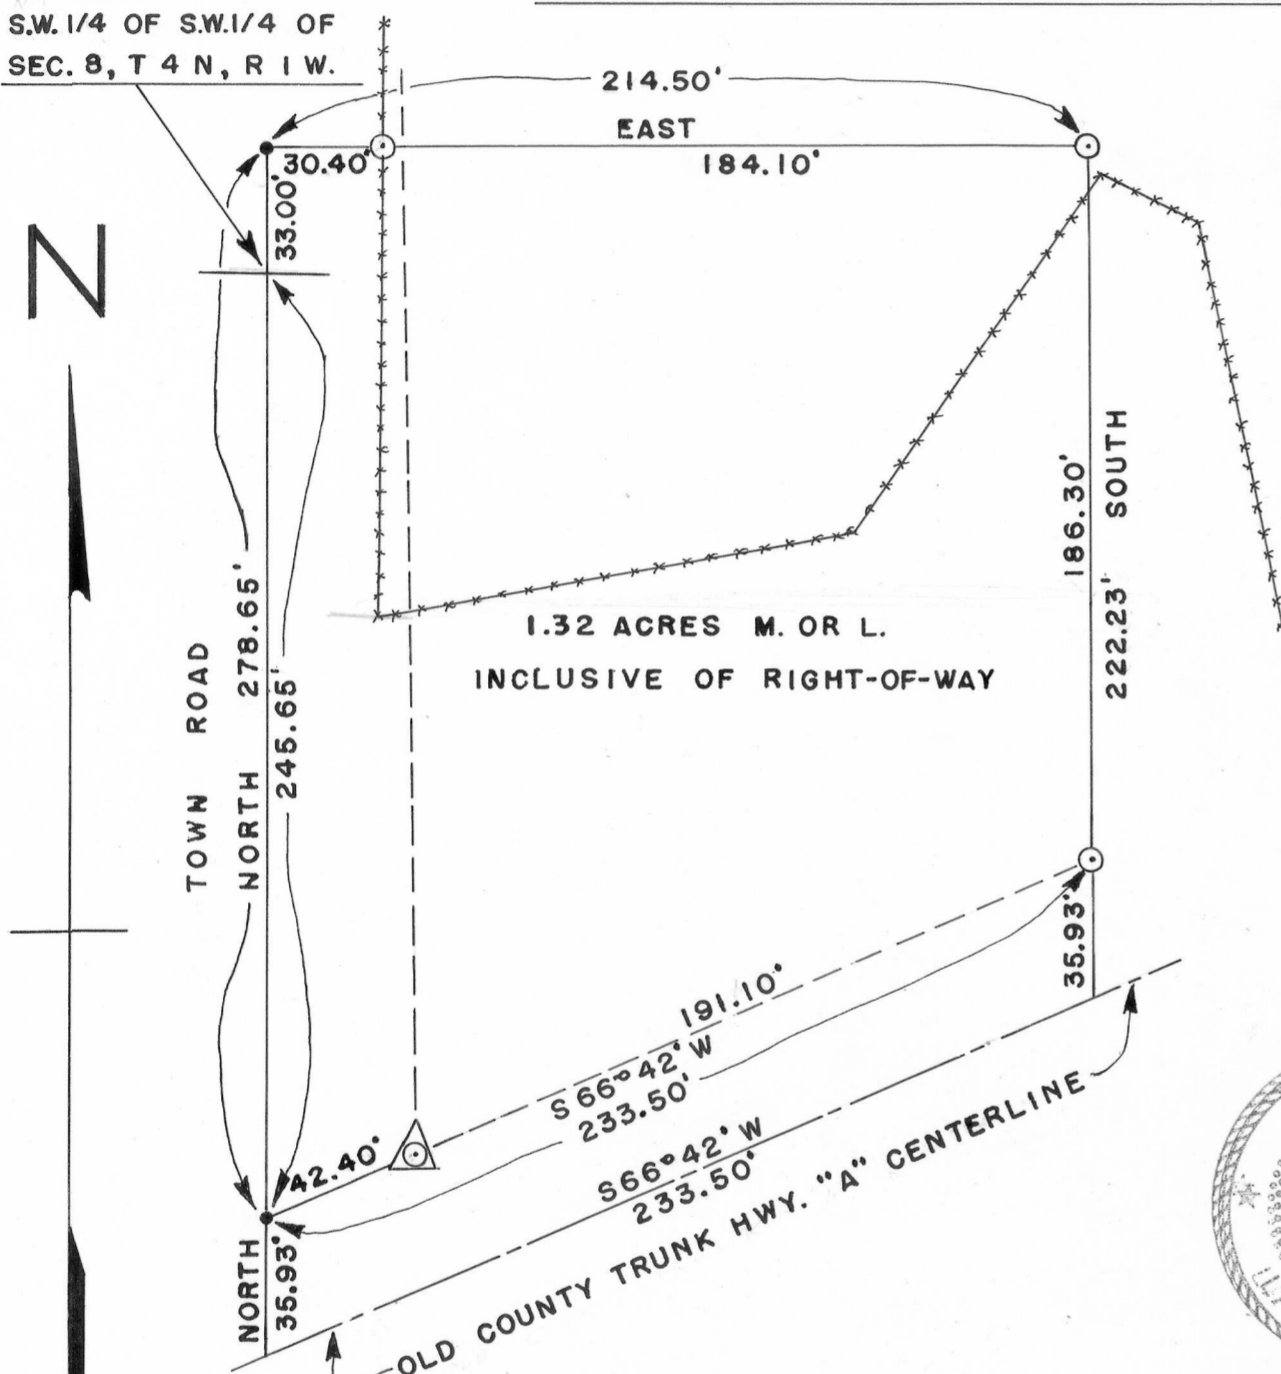 S.W. 1/4 OF S.W.1/4 OF
SEC. 8, T 4 N, R 1 W.
214.50'
EAST
30.40'
184.10'
33.00'
N
186.30'
SOUTH
222.23'
1.32 ACRES M. OR L.
INCLUSIVE OF RIGHT-OF-WAY
TOWN ROAD
NORTH 278.65'
245.65'
35.93'
191.10'
S 66° 42' W
233.50'
42.40'
S 66° 42' W
233.50'
NORTH
35.93'
OLD COUNTY TRUNK HWY. "A" CENTERLINE